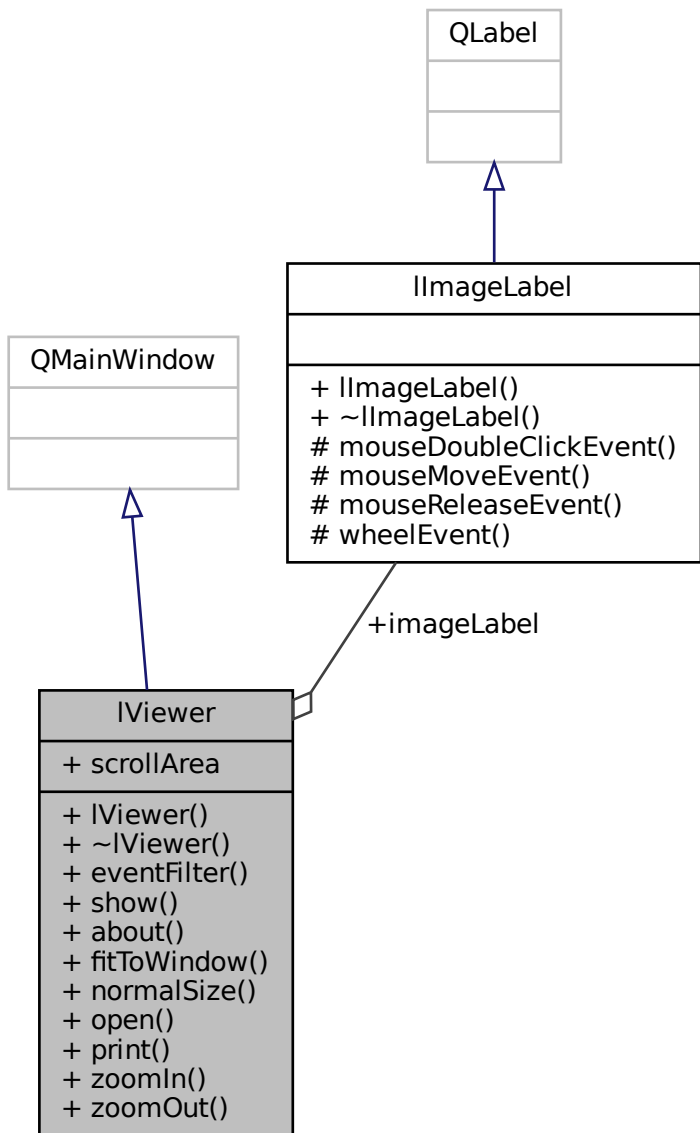 QLabel
lImageLabel
+ lImageLabel()
+ ~lImageLabel()
# mouseDoubleClickEvent()
# mouseMoveEvent()
# mouseReleaseEvent()
# wheelEvent()
QMainWindow
+imageLabel
lViewer
+ scrollArea
+ lViewer()
+ ~lViewer()
+ eventFilter()
+ show()
+ about()
+ fitToWindow()
+ normalSize()
+ open()
+ print()
+ zoomIn()
+ zoomOut()